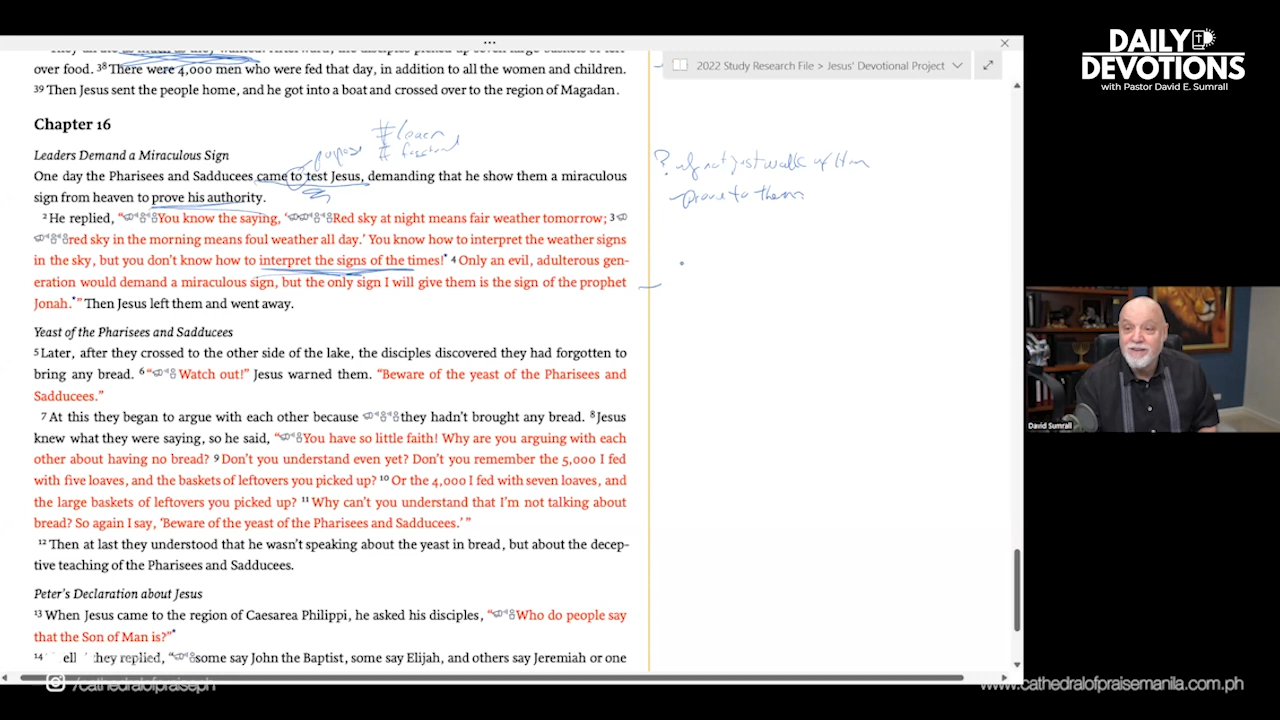 over food. 38 There were 4,000 men who were fed that day, in addition to all the women and children.
39 Then Jesus sent the people home, and he got into a boat and crossed over to the region of Magadan.
Chapter 16
# learn
# 
purpose
Leaders Demand a Miraculous Sign
One day the Pharisees and Sadducees came to test Jesus, demanding that he show them a miraculous
sign from heaven to prove his authority.
2 He replied, “You know the saying, ‘Red sky at night means fair weather tomorrow; 3
red sky in the morning means foul weather all day.’ You know how to interpret the weather signs
in the sky, but you don’t know how to interpret the signs of the times!* 4 Only an evil, adulterous gen-
eration would demand a miraculous sign, but the only sign I will give them is the sign of the prophet
Jonah.*” Then Jesus left them and went away.
Yeast of the Pharisees and Sadducees
5 Later, after they crossed to the other side of the lake, the disciples discovered they had forgotten to
bring any bread. 6 “Watch out!” Jesus warned them. “Beware of the yeast of the Pharisees and
Sadducees.”
7 At this they began to argue with each other because they hadn’t brought any bread. 8 Jesus
knew what they were saying, so he said, “You have so little faith! Why are you arguing with each
other about having no bread? 9 Don’t you understand even yet? Don’t you remember the 5,000 I fed
with five loaves, and the baskets of leftovers you picked up? 10 Or the 4,000 I fed with seven loaves, and
the large baskets of leftovers you picked up? 11 Why can’t you understand that I’m not talking about
bread? So again I say, ‘Beware of the yeast of the Pharisees and Sadducees.’”
12 Then at last they understood that he wasn’t speaking about the yeast in bread, but about the decep-
tive teaching of the Pharisees and Sadducees.
Peter’s Declaration about Jesus
13 When Jesus came to the region of Caesarea Philippi, he asked his disciples, “Who do people say
that the Son of Man is?”*
14 they replied, “some say John the Baptist, some say Elijah, and others say Jeremiah or one
2022 Study Research File > Jesus' Devotional Project
? why not just walk up Him
- prove to them?
DAILY
DEVOTIONS
with Pastor David E. Sumrall
David Sumrall
/cathedralofpraiseph
www.cathedralofpraisemanila.com.ph